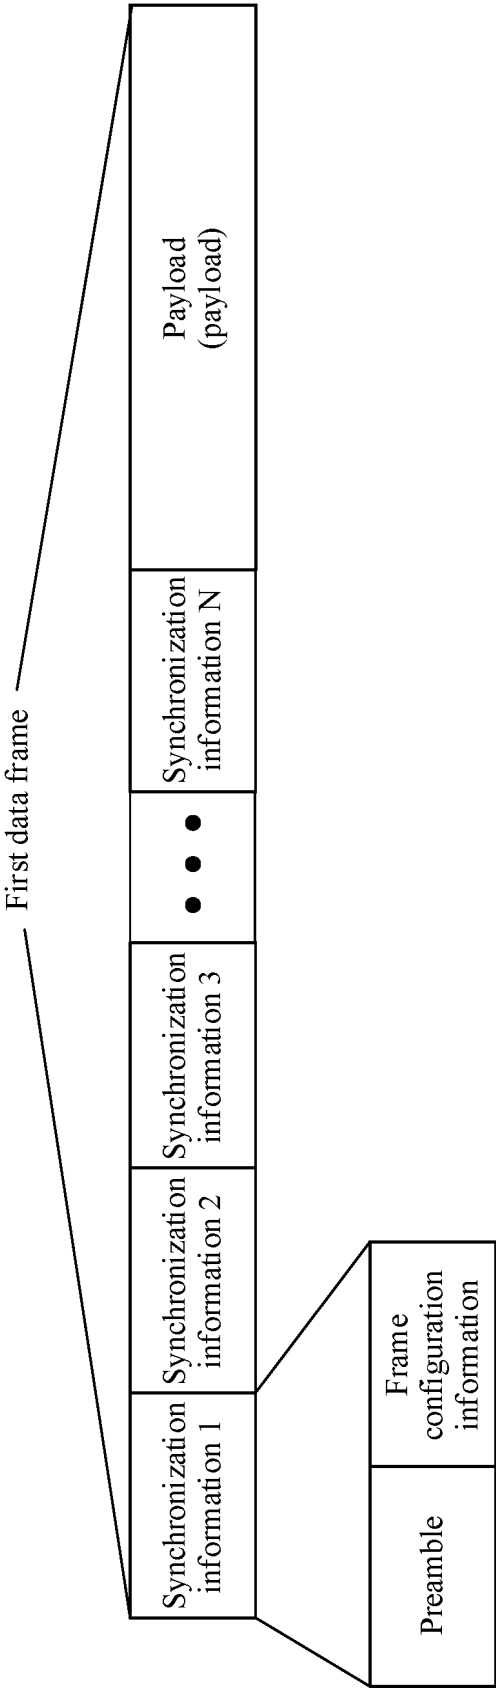 First data frame
Synchronization
information 1
Synchronization
information 2
Synchronization
information 3
Synchronization
information N
Payload
(payload)
Preamble
Frame
configuration
information